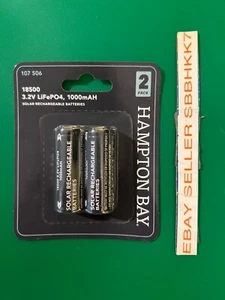 107 506
2
PACK
18500
3.2V LiFePO4, 1000mAH
SOLAR RECHARGEABLE BATTERIES
HAMPTON BAY
SOLAR RECHARGEABLE
BATTERIES
SOLAR RECHARGEABLE
BATTERIES
EBAY SELLER SBBHKK7